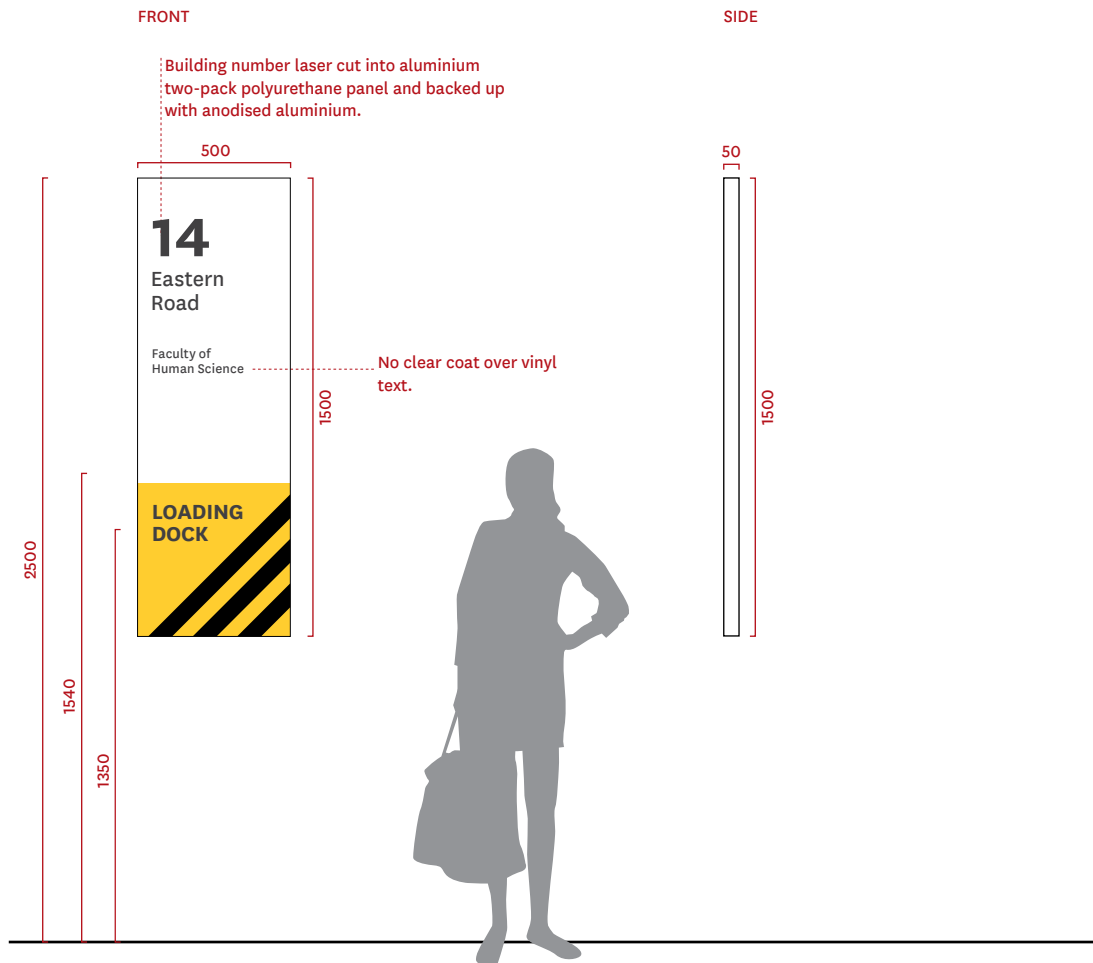 FRONT
SIDE
Building number laser cut into aluminium
two-pack polyurethane panel and backed up
with anodised aluminium.
500
50
14
Eastern
Road
Faculty of
Human Science
No clear coat over vinyl
text.
1500
1500
LOADING
DOCK
2500
1540
1350